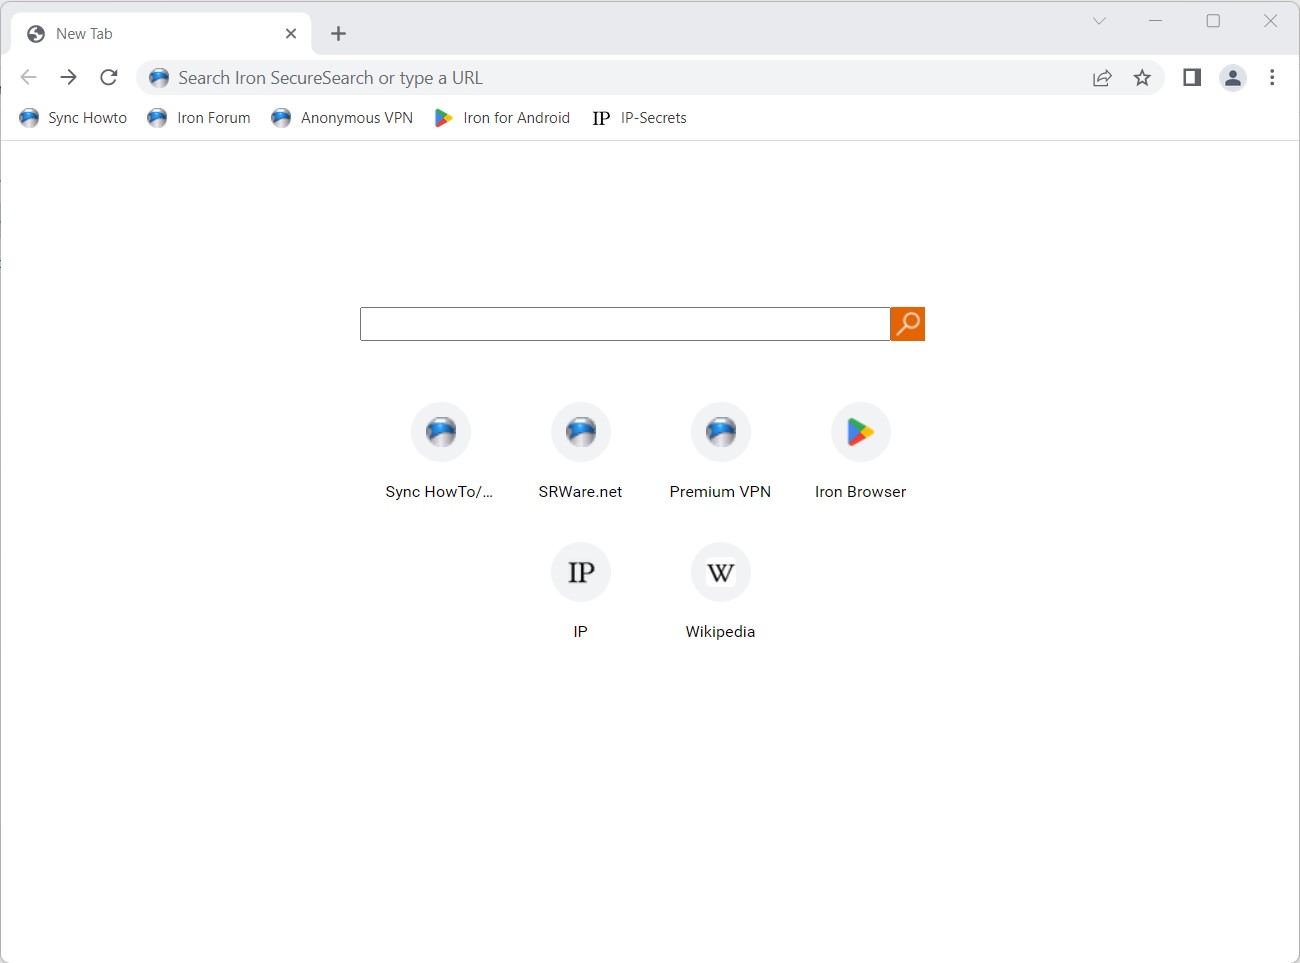 New Tab
Search Iron SecureSearch or type a URL
Sync Howto Iron Forum Anonymous VPN Iron for Android IP IP-Secrets
Sync HowTo/... SRWare.net Premium VPN Iron Browser
IP W
IP Wikipedia